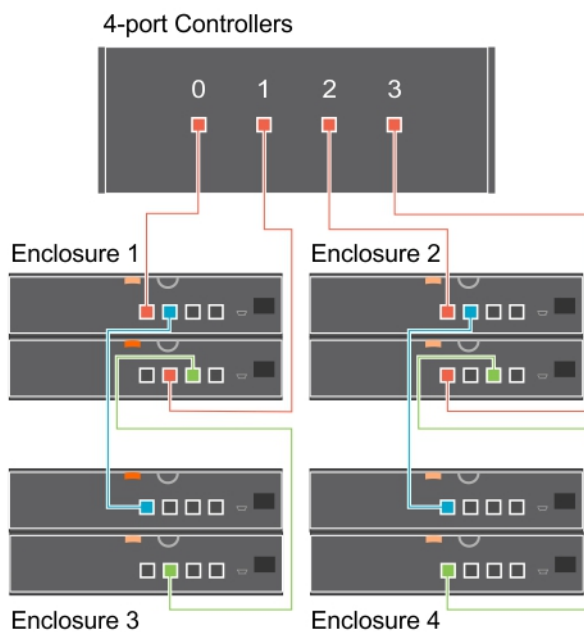 4-port Controllers
0 1 2 3
Enclosure 1 Enclosure 2
Enclosure 3 Enclosure 4